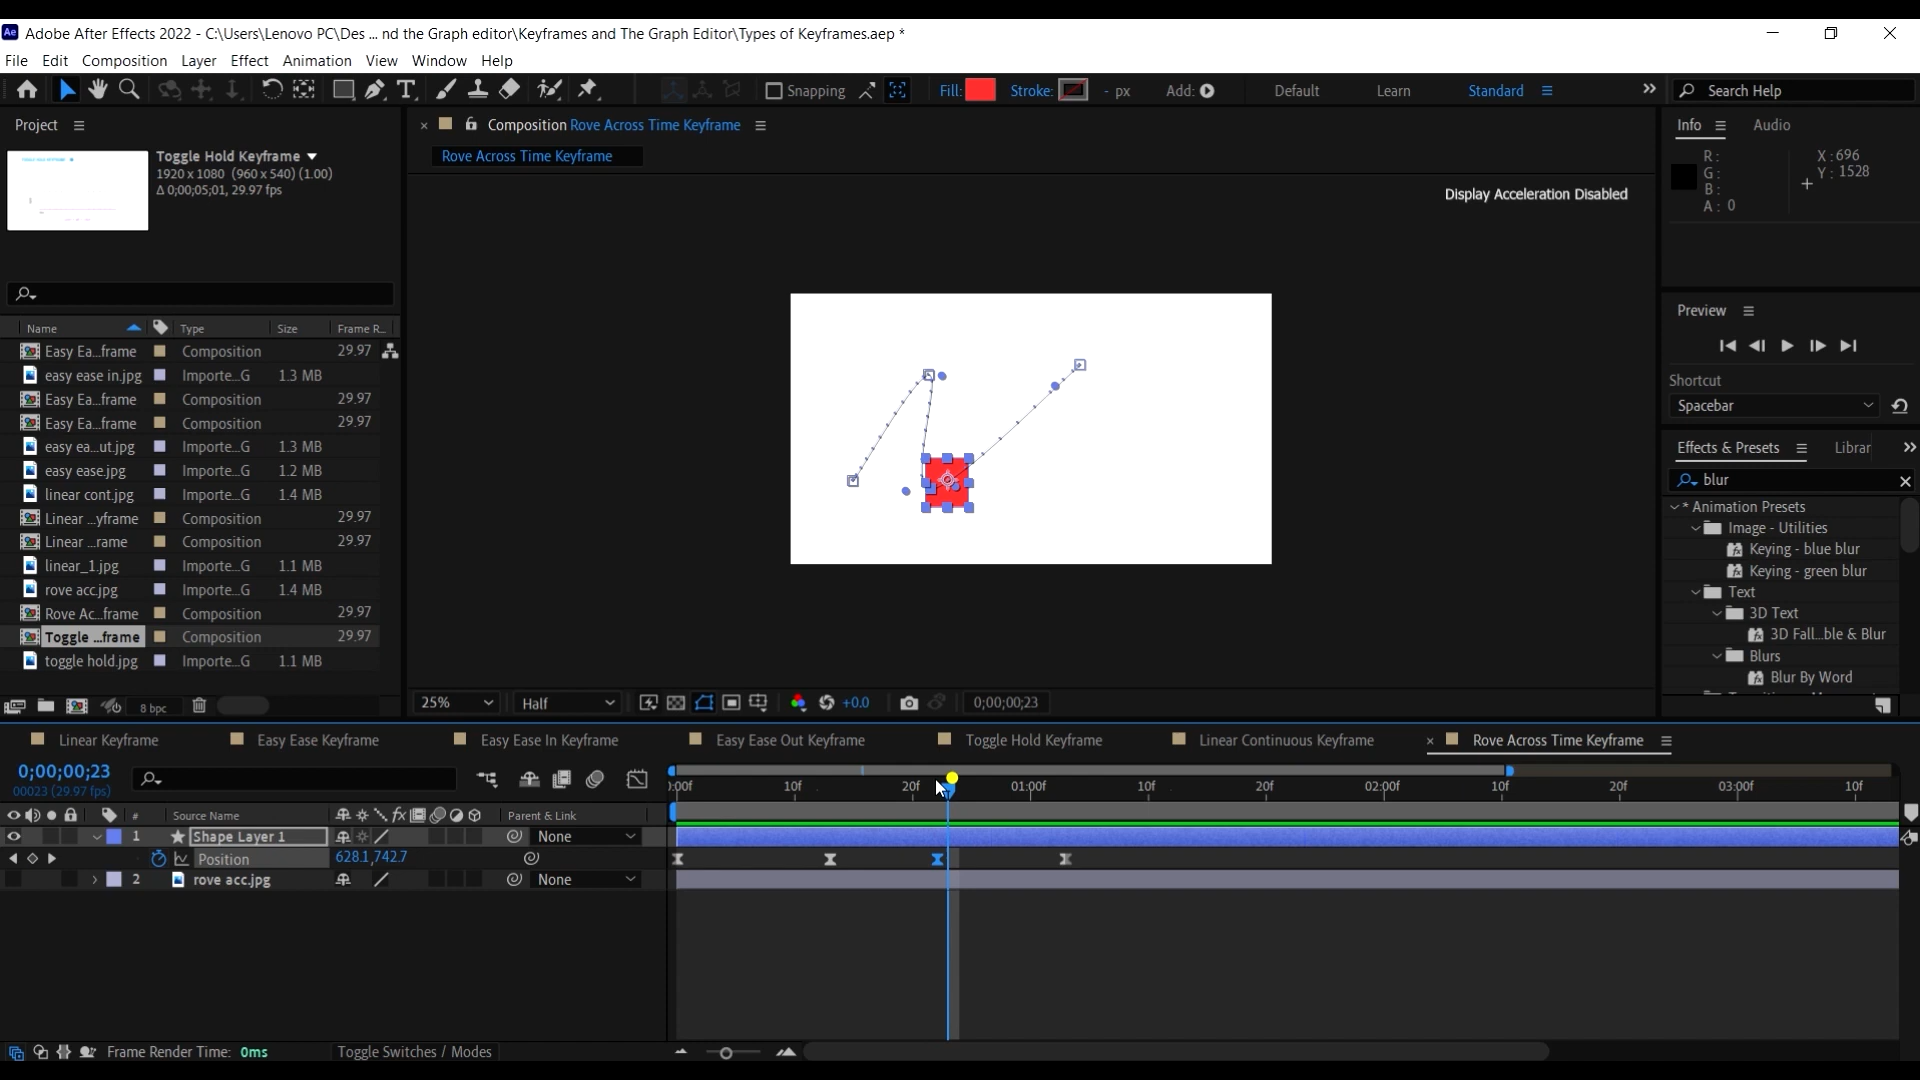 Adobe After Effects 2022 - C:\Users\Lenovo PC\Des ... nd the Graph editor\Keyframes and The Graph Editor\Types of Keyframes.aep *
File Edit Composition Layer Effect Animation View Window Help
Snapping Fill: Stroke: - px Add: Default Learn Standard Search Help
Project
Composition Rove Across Time Keyframe
Info Audio
Toggle Hold Keyframe
1920 x 1080 (960 x 540) (1.00)
Δ 0;00;05;01, 29.97 fps
Rove Across Time Keyframe
R:
G:
B:
A: 0
X: 696
Y: 1528
Display Acceleration Disabled
Preview
Shortcut
Spacebar
Name Type Size Frame R...
Easy Ea...frame Composition 29.97
easy ease in.jpg Importe...G 1.3 MB
Easy Ea...frame Composition 29.97
Easy Ea...frame Composition 29.97
easy ea...ut.jpg Importe...G 1.3 MB
easy ease.jpg Importe...G 1.2 MB
linear cont.jpg Importe...G 1.4 MB
Linear ...yframe Composition 29.97
Linear ...rame Composition 29.97
linear_1.jpg Importe...G 1.1 MB
rove acc.jpg Importe...G 1.4 MB
Rove Ac...frame Composition 29.97
Toggle ...frame Composition 29.97
toggle hold.jpg Importe...G 1.1 MB
8 bpc
Effects & Presets Librar
blur
* Animation Presets
Image - Utilities
Keying - blue blur
Keying - green blur
Text
3D Text
3D Fall...ble & Blur
Blurs
Blur By Word
25% Half +0.0 0;00;00;23
Linear Keyframe Easy Ease Keyframe Easy Ease In Keyframe Easy Ease Out Keyframe Toggle Hold Keyframe Linear Continuous Keyframe Rove Across Time Keyframe
0;00;00;23
00023 (29.97 fps)
):00f 10f 20f 01:00f 10f 20f 02:00f 10f 20f 03:00f 10f
# Source Name Parent & Link
1 Shape Layer 1 None
Position 628.1,742.7
2 rove acc.jpg None
Frame Render Time: 0ms Toggle Switches / Modes